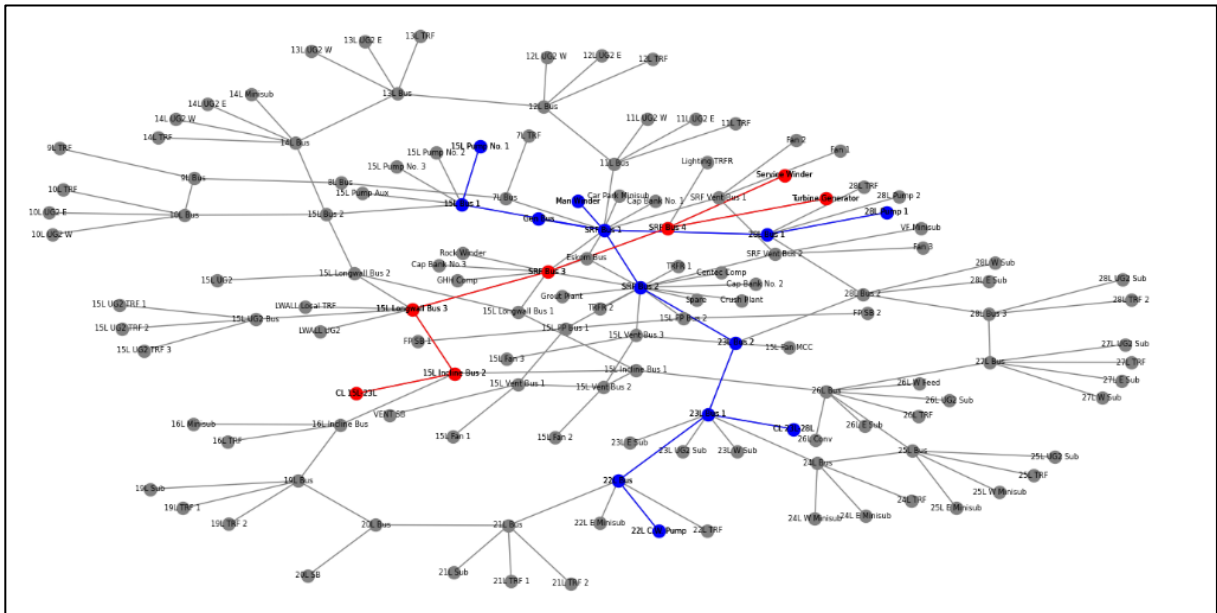 13L UG2 W
13L UG2 E
13L TRF
12L UG2 W
12L UG2 E
12L TRF
14L Minisub
13L Bus
14L UG2 E
12L Bus
14L UG2 W
11L UG2 W
11L UG2 E
11L TRF
14L TRF
14L Bus
7L TRF
Fan 2
9L TRF
15L Pump No. 1
15L Pump No. 2
Fan 1
11L Bus
Lighting TRFR
15L Pump No. 3
9L Bus
8L Bus
Service Winder
10L TRF
15L Pump Aux
7L Bus
Man Winder
Car Park Minisub
SRF Vent Bus 1
28L TRF
28L Pump 2
Turbine Generator
15L Bus 1
Cap Bank No. 1
10L UG2 E
10L Bus
15L Bus 2
28L Pump 1
10L UG2 W
SRF Bus 1
SRF Bus 4
28L Bus 1
VF Minisub
Rock Winder
Eskom Bus
SRF Vent Bus 2
Fan 3
Cap Bank No.3
SRF Bus 3
TRFR 1
Centec Comp
28L W Sub
15L UG2
15L Longwall Bus 2
GHH Comp
SRF Bus 2
Cap Bank No. 2
28L E Sub
28L UG2 Sub
15L UG2 TRF 1
LWALL Local TRF
15L Longwall Bus 3
Grout Plant
TRFR 2
Spare
Crush Plant
28L Bus 2
28L TRF 2
15L UG2 Bus
15L Longwall Bus 1
15L PP Bus 2
FP SB 2
28L Bus 3
15L UG2 TRF 2
LWALL UG2
15L PP Bus 1
FP SB 1
15L Vent Bus 3
23L Bus 2
15L Fan MCC
27L UG2 Sub
15L UG2 TRF 3
15L Fan 3
27L Bus
27L TRF
15L Incline Bus 2
15L Incline Bus 1
27L E Sub
CL 15L 23L
15L Vent Bus 1
15L Vent Bus 2
26L Bus
26L W Feed
27L W Sub
26L UG2 Sub
VENT SB
23L Bus 1
26L TRF
16L Minisub
16L Incline Bus
26L E Sub
16L TRF
15L Fan 1
15L Fan 2
23L E Sub
26L Conv
23L UG2 Sub
23L W Sub
25L Bus
25L UG2 Sub
24L Bus
25L TRF
19L Sub
19L Bus
22L Bus
25L W Minisub
19L TRF 1
24L TRF
25L E Minisub
19L TRF 2
20L Bus
21L Bus
22L E Minisub
24L W Minisub
24L E Minisub
22L TRF
20L SB
21L Sub
21L TRF 1
21L TRF 2